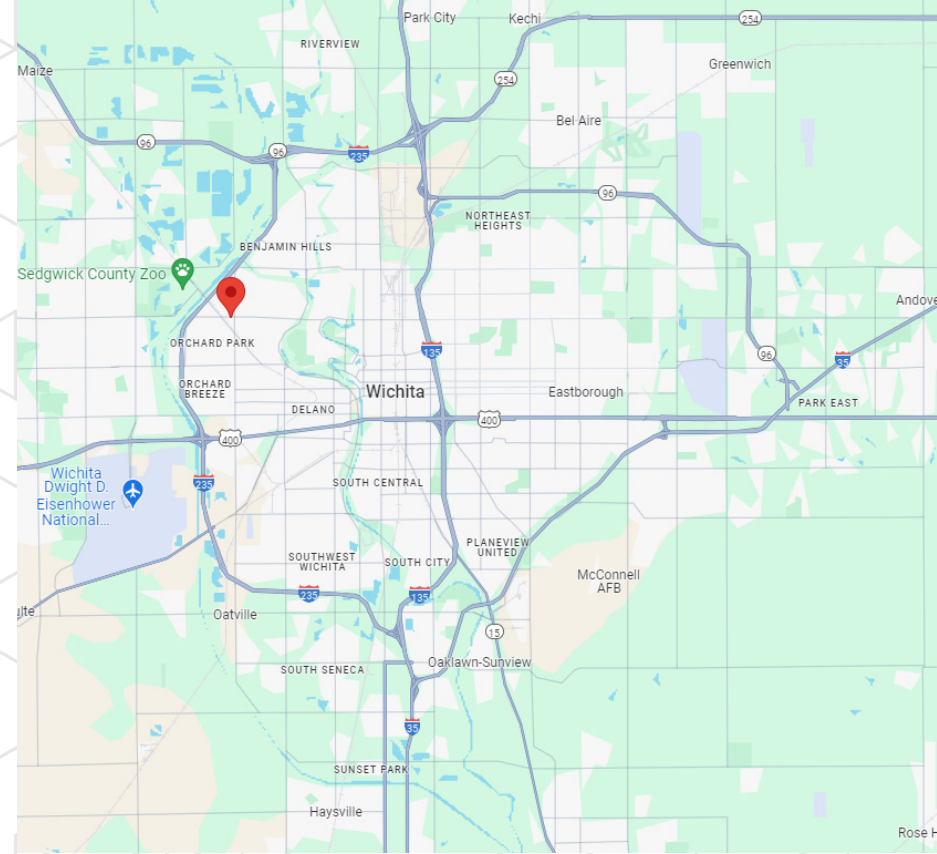 Park City
Kechi
254
RIVERVIEW
Maize
Greenwich
254
Bel Aire
96
96
235
96
NORTHEAST
HEIGHTS
BENJAMIN HILLS
Sedgwick County Zoo
Andove
ORCHARD PARK
135
96
35
ORCHARD
BREEZE
Wichita
Eastborough
DELANO
PARK EAST
400
400
Wichita
Dwight D.
Eisenhower
National...
235
SOUTH CENTRAL
PLANEVIEW
UNITED
SOUTHWEST
WICHITA
SOUTH CITY
McConnell
AFB
235
135
ulte
Oatville
15
Oaklawn-Sunview
SOUTH SENECA
35
SUNSET PARK
Haysville
Rose H